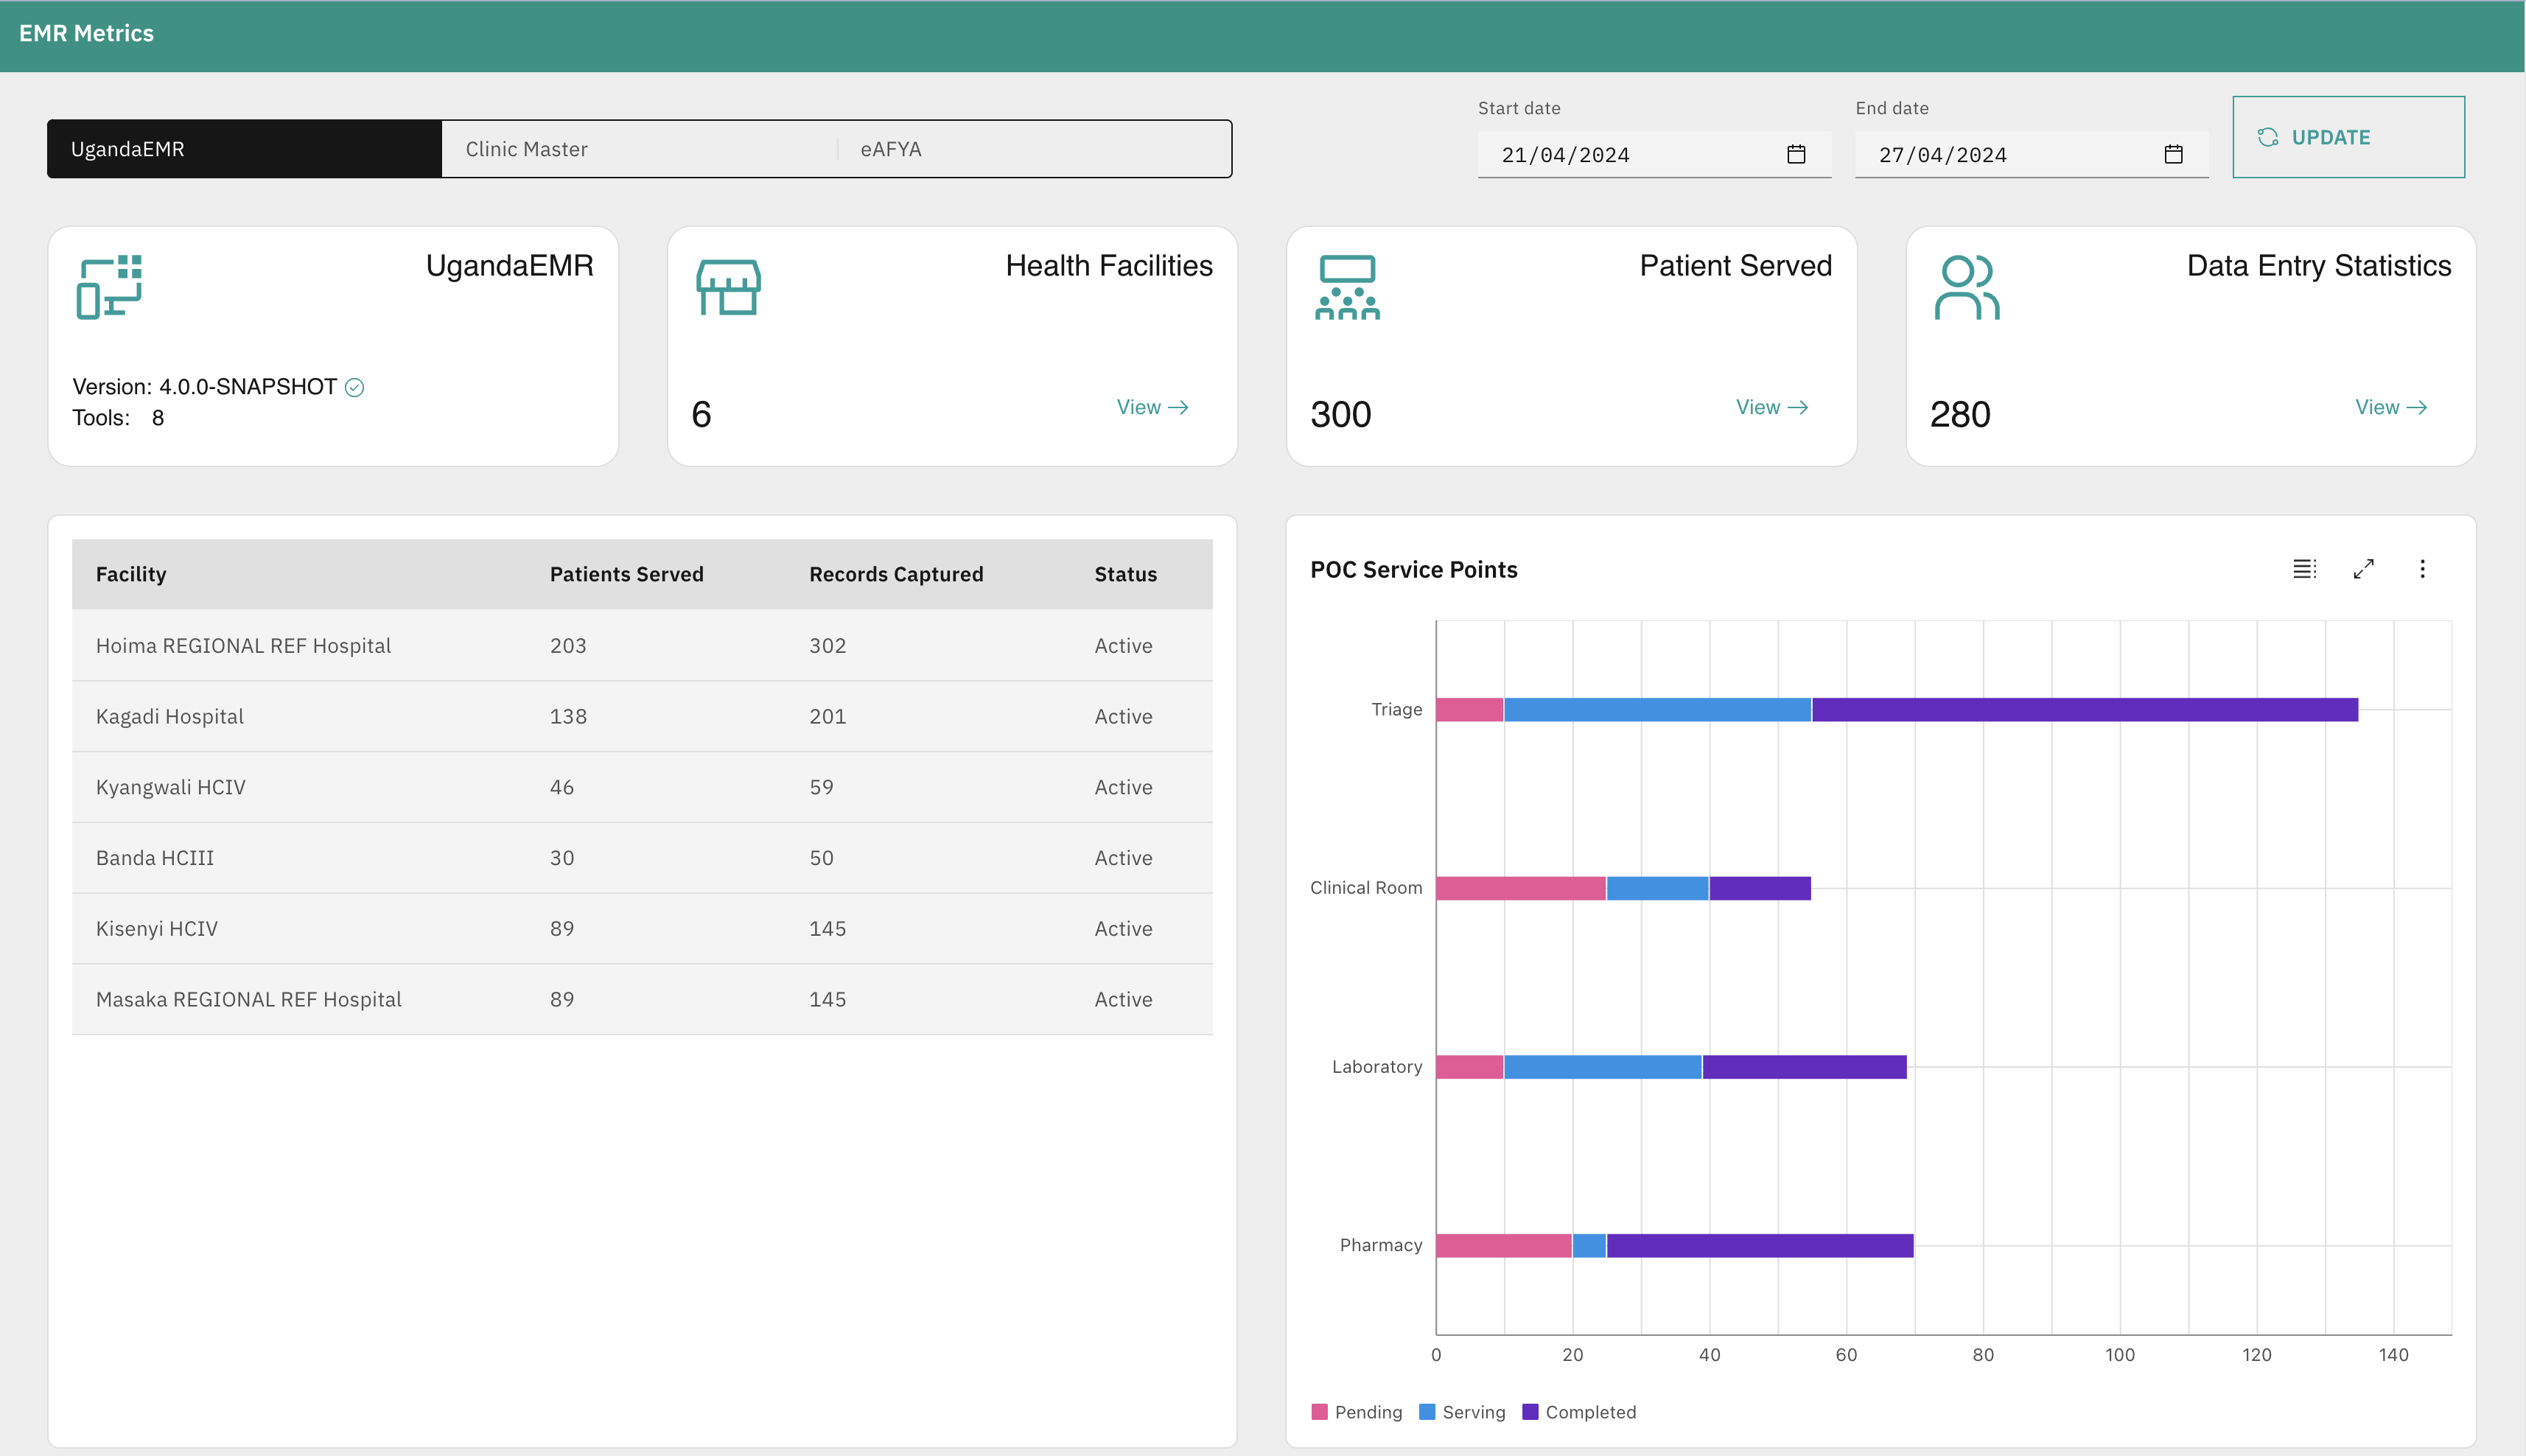 EMR Metrics
UgandaEMR
Clinic Master
eAFYA
Start date
21/04/2024
End date
27/04/2024
UPDATE
UgandaEMR
Version: 4.0.0-SNAPSHOT
Tools: 8
Health Facilities
6
View
Patient Served
300
View
Data Entry Statistics
280
View
Facility Patients Served Records Captured Status
Hoima REGIONAL REF Hospital 203 302 Active
Kagadi Hospital 138 201 Active
Kyangwali HCIV 46 59 Active
Banda HCIII 30 50 Active
Kisenyi HCIV 89 145 Active
Masaka REGIONAL REF Hospital 89 145 Active
POC Service Points
Triage
Clinical Room
Laboratory
Pharmacy
0 20 40 60 80 100 120 140
Pending Serving Completed